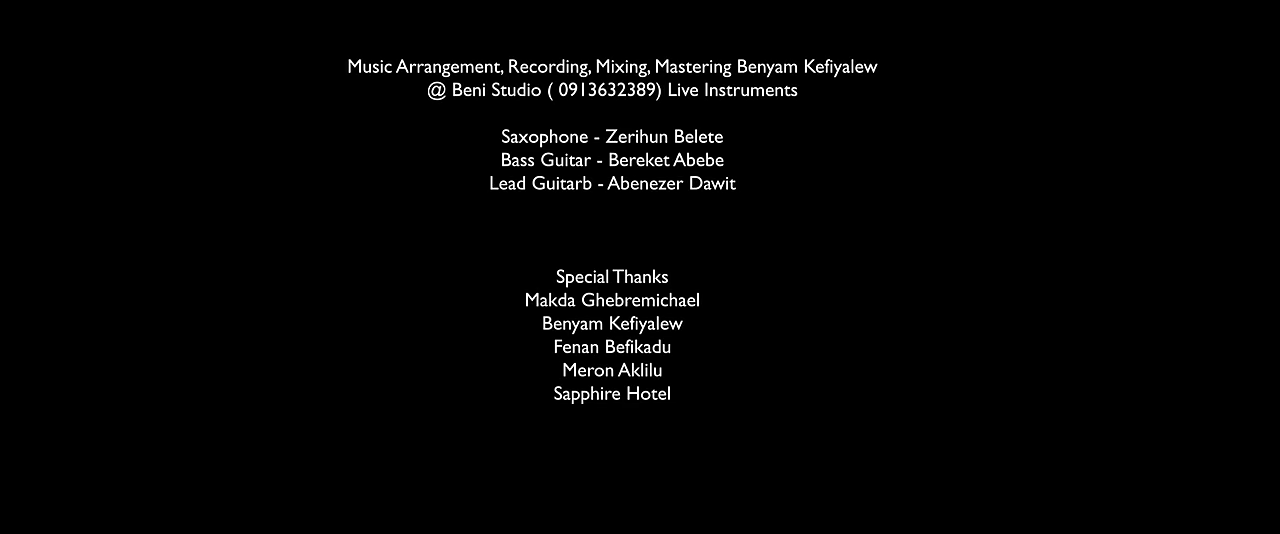 Music Arrangement, Recording, Mixing, Mastering Benyam Kefiyalew
@ Beni Studio ( 0913632389) Live Instruments
Saxophone - Zerihun Belete
Bass Guitar - Bereket Abebe
Lead Guitarb - Abenezer Dawit
Special Thanks
Makda Ghebremichael
Benyam Kefiyalew
Fenan Befikadu
Meron Aklilu
Sapphire Hotel